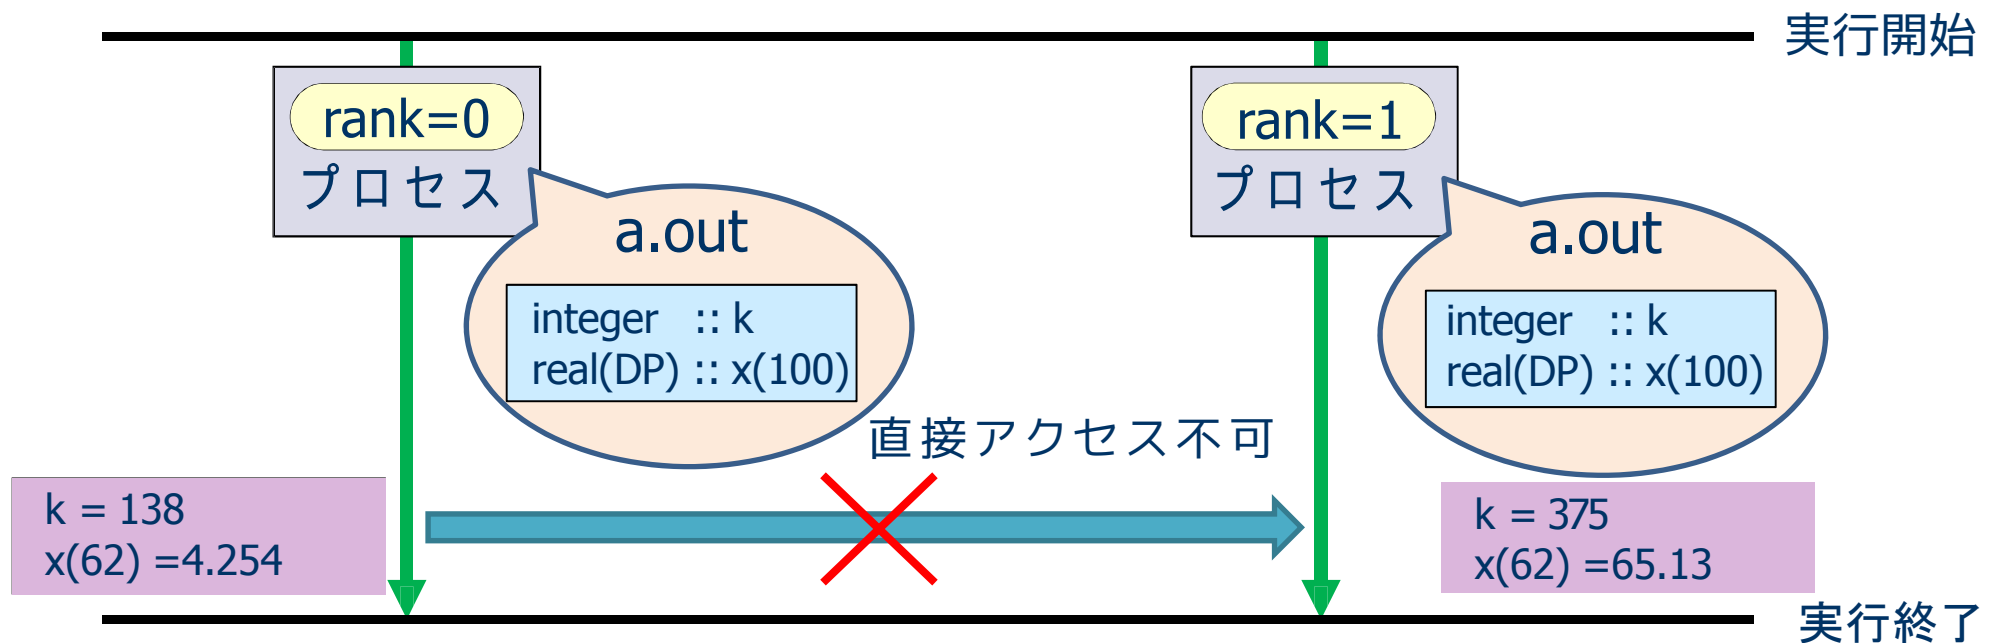 実行開始
rank=0
プロセス
a.out
integer :: k
real(DP) :: x(100)
rank=1
プロセス
a.out
integer :: k
real(DP) :: x(100)
直接アクセス不可
k = 138
x(62) =4.254
k = 375
x(62) =65.13
実行終了